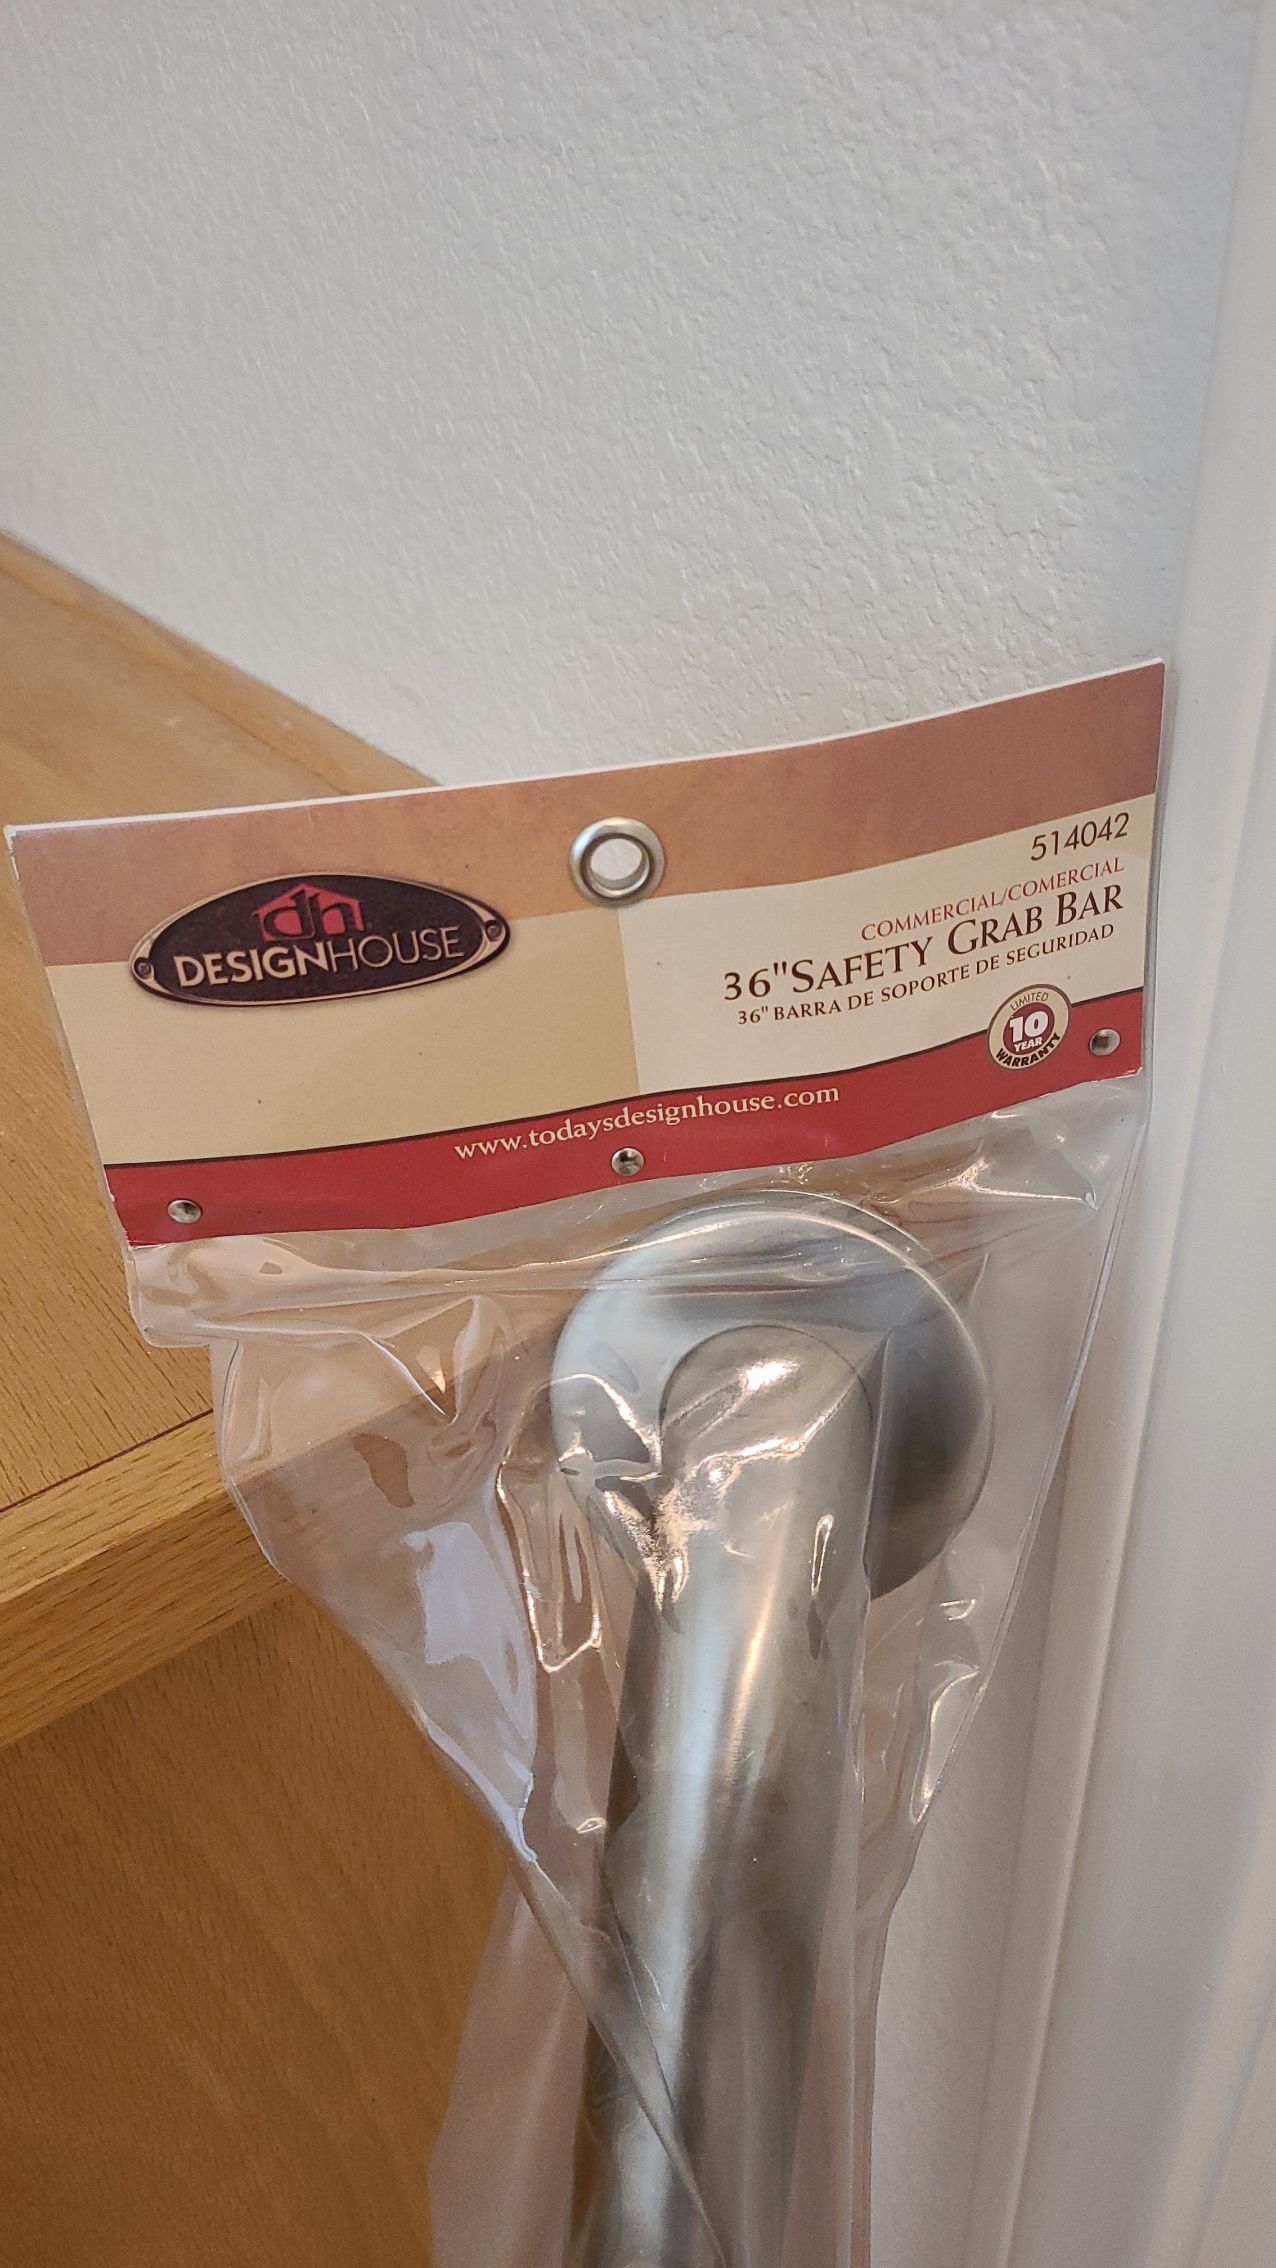 514042
COMMERCIAL/COMERCIAL
36" SAFETY GRAB BAR
36" BARRA DE SOPORTE DE SEGURIDAD
dh
DESIGNHOUSE
LIMITED
10
YEAR
WARRANTY
www.todaysdesignhouse.com